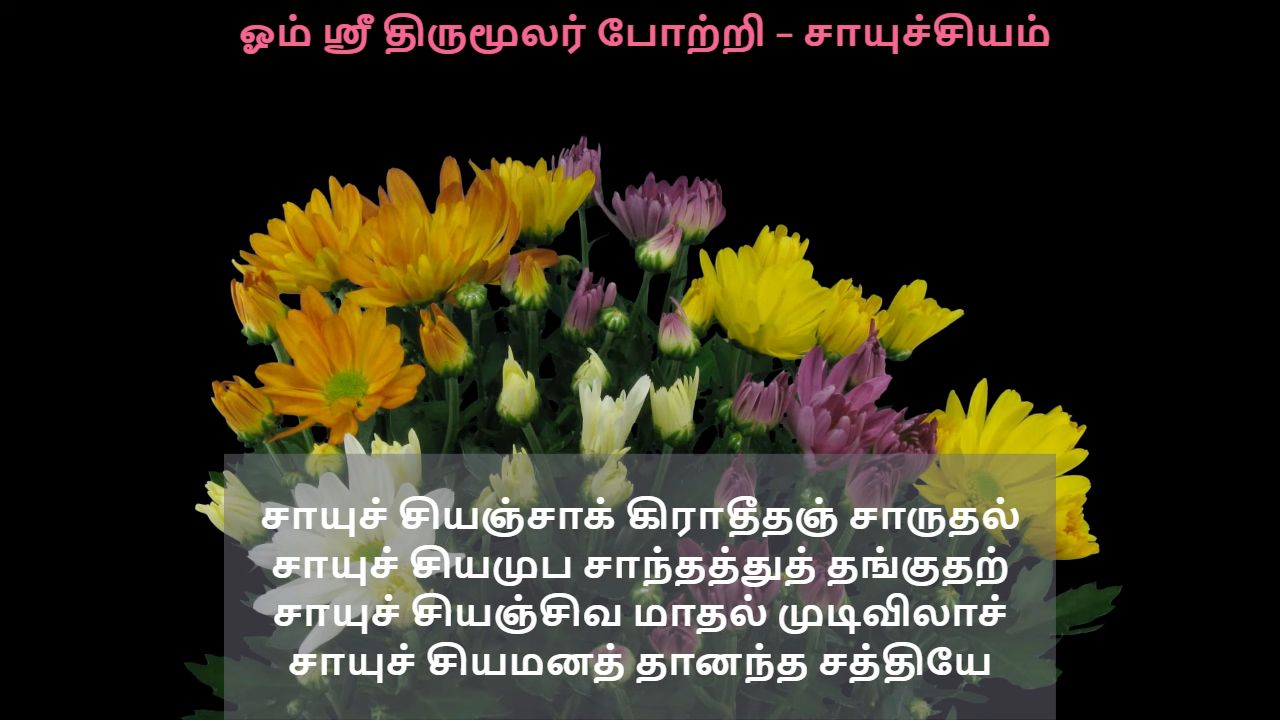 ஓம் ஸ்ரீ திருமூலர் போற்றி – சாயுச்சியம்
சாயுச் சியஞ்சாக் கிராதீதஞ் சாருதல்
சாயுச் சியமுப சாந்தத்துத் தங்குதற்
சாயுச் சியஞ்சிவ மாதல் முடிவிலாச்
சாயுச் சியமனத் தானந்த சத்தியே